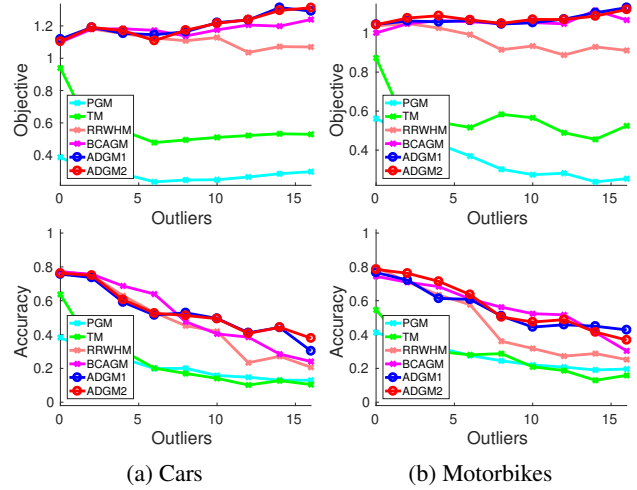 1.2
1
0.8
0.6
0.4
Objective
PGM
TM
RRWHM
BCAGM
ADGM1
ADGM2
0 5 10 15
Outliers
1
0.8
0.6
0.4
Objective
PGM
TM
RRWHM
BCAGM
ADGM1
ADGM2
0 5 10 15
Outliers
1
0.8
0.6
0.4
0.2
0
Accuracy
PGM
TM
RRWHM
BCAGM
ADGM1
ADGM2
0 5 10 15
Outliers
1
0.8
0.6
0.4
0.2
0
Accuracy
PGM
TM
RRWHM
BCAGM
ADGM1
ADGM2
0 5 10 15
Outliers
(a) Cars
(b) Motorbikes